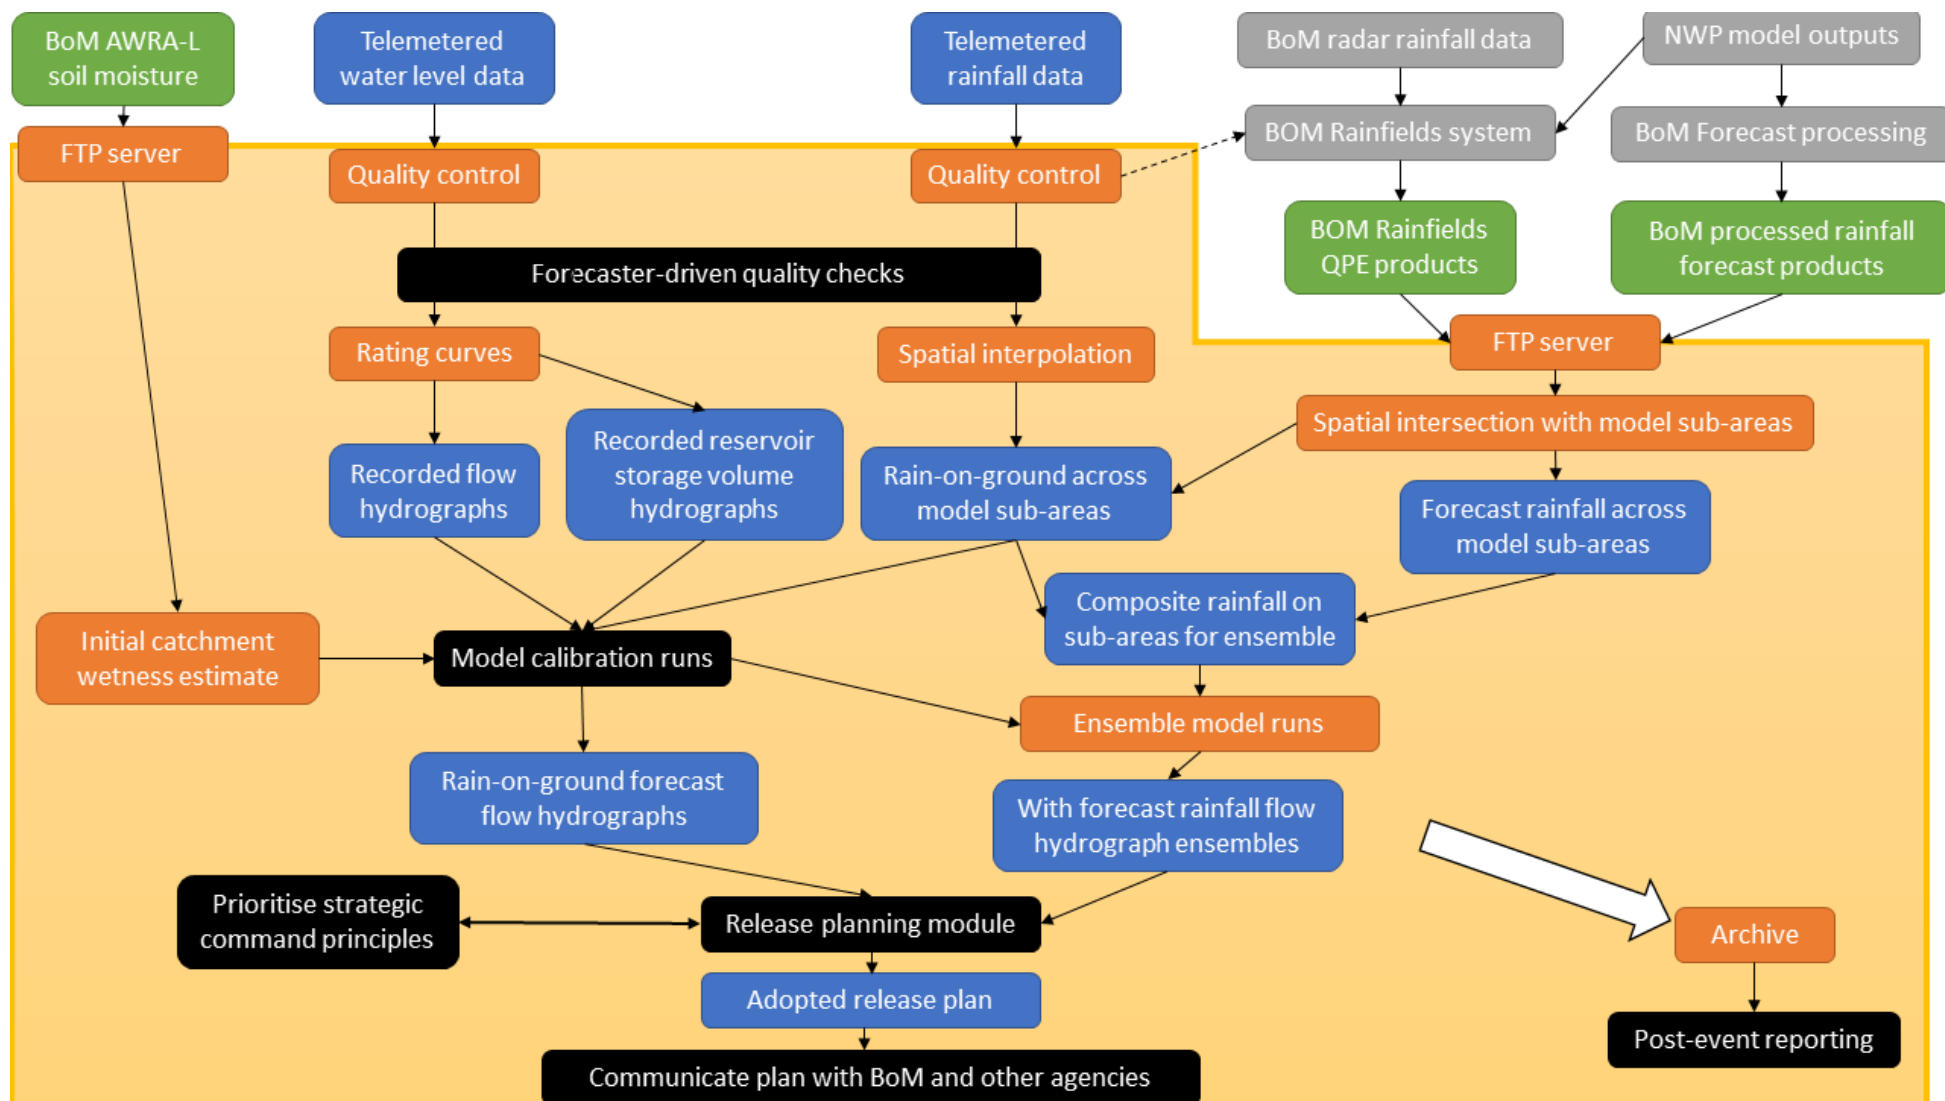 BoM AWRA-L
soil moisture
Telemetered
water level data
Telemetered
rainfall data
BoM radar rainfall data
NWP model outputs
FTP server
BOM Rainfields system
BoM Forecast processing
Quality control
Quality control
BOM Rainfields
QPE products
BoM processed rainfall
forecast products
Forecaster-driven quality checks
Rating curves
Spatial interpolation
FTP server
Spatial intersection with model sub-areas
Recorded flow
hydrographs
Recorded reservoir
storage volume
hydrographs
Rain-on-ground across
model sub-areas
Forecast rainfall across
model sub-areas
Composite rainfall on
sub-areas for ensemble
Initial catchment
wetness estimate
Model calibration runs
Ensemble model runs
Rain-on-ground forecast
flow hydrographs
With forecast rainfall flow
hydrograph ensembles
Prioritise strategic
command principles
Release planning module
Archive
Adopted release plan
Post-event reporting
Communicate plan with BoM and other agencies